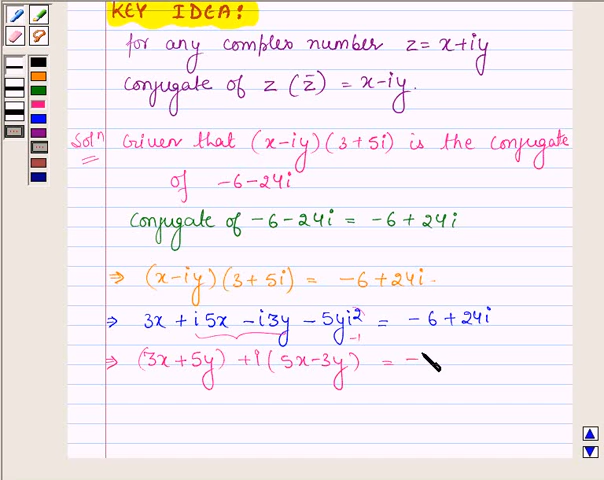 KEY IDEA:
for any complex number z = x+iy
conjugate of z (z̄) = x-iy.
Solⁿ Given that (x-iy)(3+5i) is the conjugate
of -6-24i
Conjugate of -6-24i = -6+24i
⇒ (x-iy)(3+5i) = -6+24i.
⇒ 3x + i5x - i3y - 5yi² = -6+24i
-1
⇒ (3x+5y) + i(5x-3y) = -